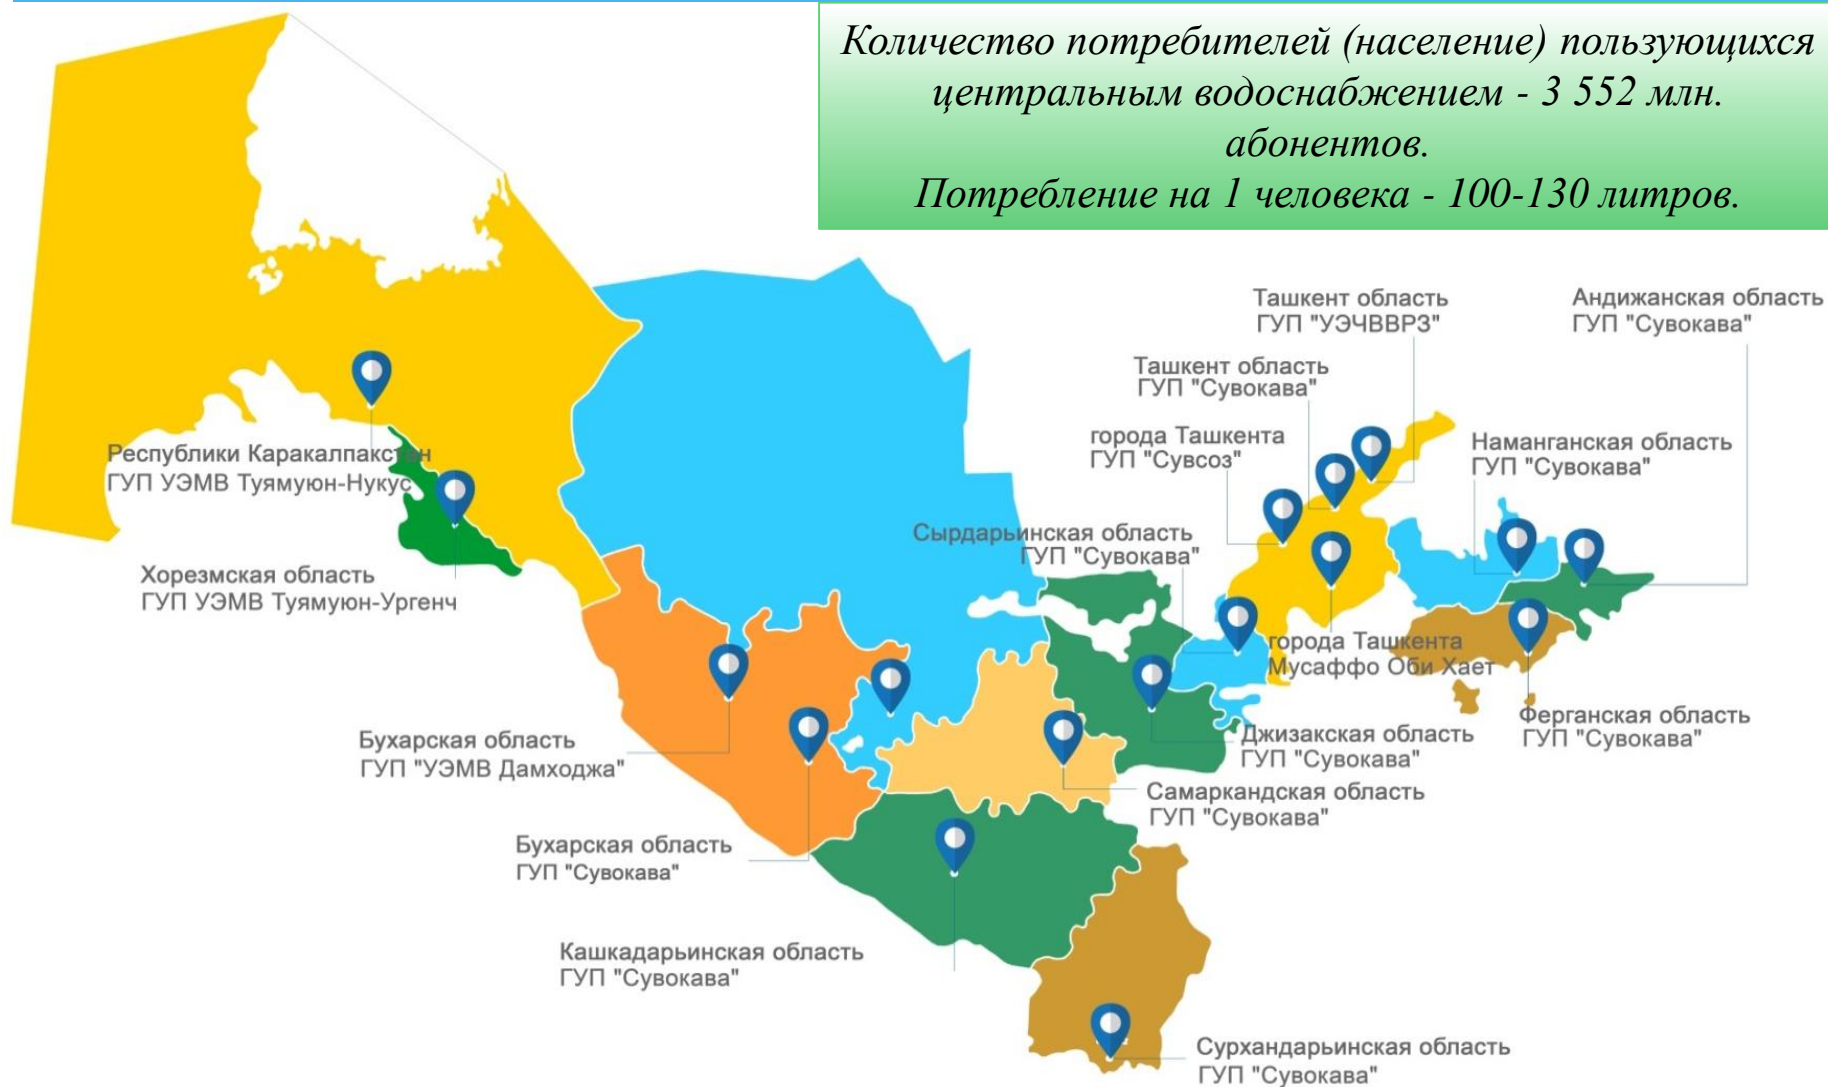 Количество потребителей (население) пользующихся
центральным водоснабжением - 3 552 млн.
абонентов.
Потребление на 1 человека - 100-130 литров.
Ташкент область
ГУП "УЭЧВВРЗ"
Андижанская область
ГУП "Сувокава"
Ташкент область
ГУП "Сувокава"
города Ташкента
ГУП "Сувсоз"
Наманганская область
ГУП "Сувокава"
Республики Каракалпакстан
ГУП УЭМВ Туямуюн-Нукус
Сырдарьинская область
ГУП "Сувокава"
Хорезмская область
ГУП УЭМВ Туямуюн-Ургенч
города Ташкента
Мусаффо Оби Хает
Ферганская область
ГУП "Сувокава"
Бухарская область
ГУП "УЭМВ Дамходжа"
Джизакская область
ГУП "Сувокава"
Самаркандская область
ГУП "Сувокава"
Бухарская область
ГУП "Сувокава"
Кашкадарьинская область
ГУП "Сувокава"
Сурхандарьинская область
ГУП "Сувокава"